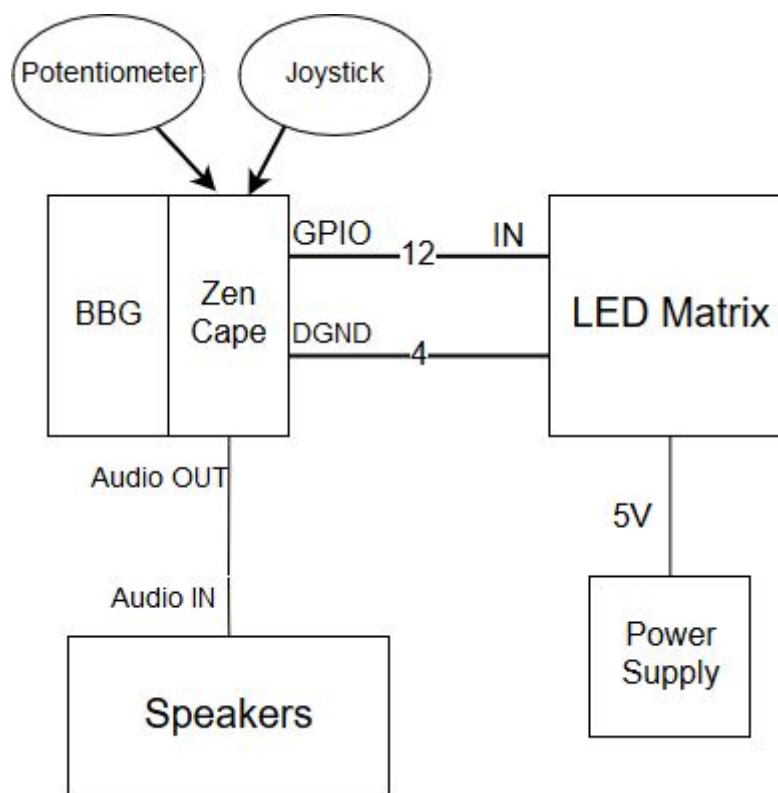 Potentiometer
Joystick
GPIO
12
IN
BBG
Zen
Cape
LED Matrix
DGND
4
Audio OUT
5V
Audio IN
Power
Supply
Speakers